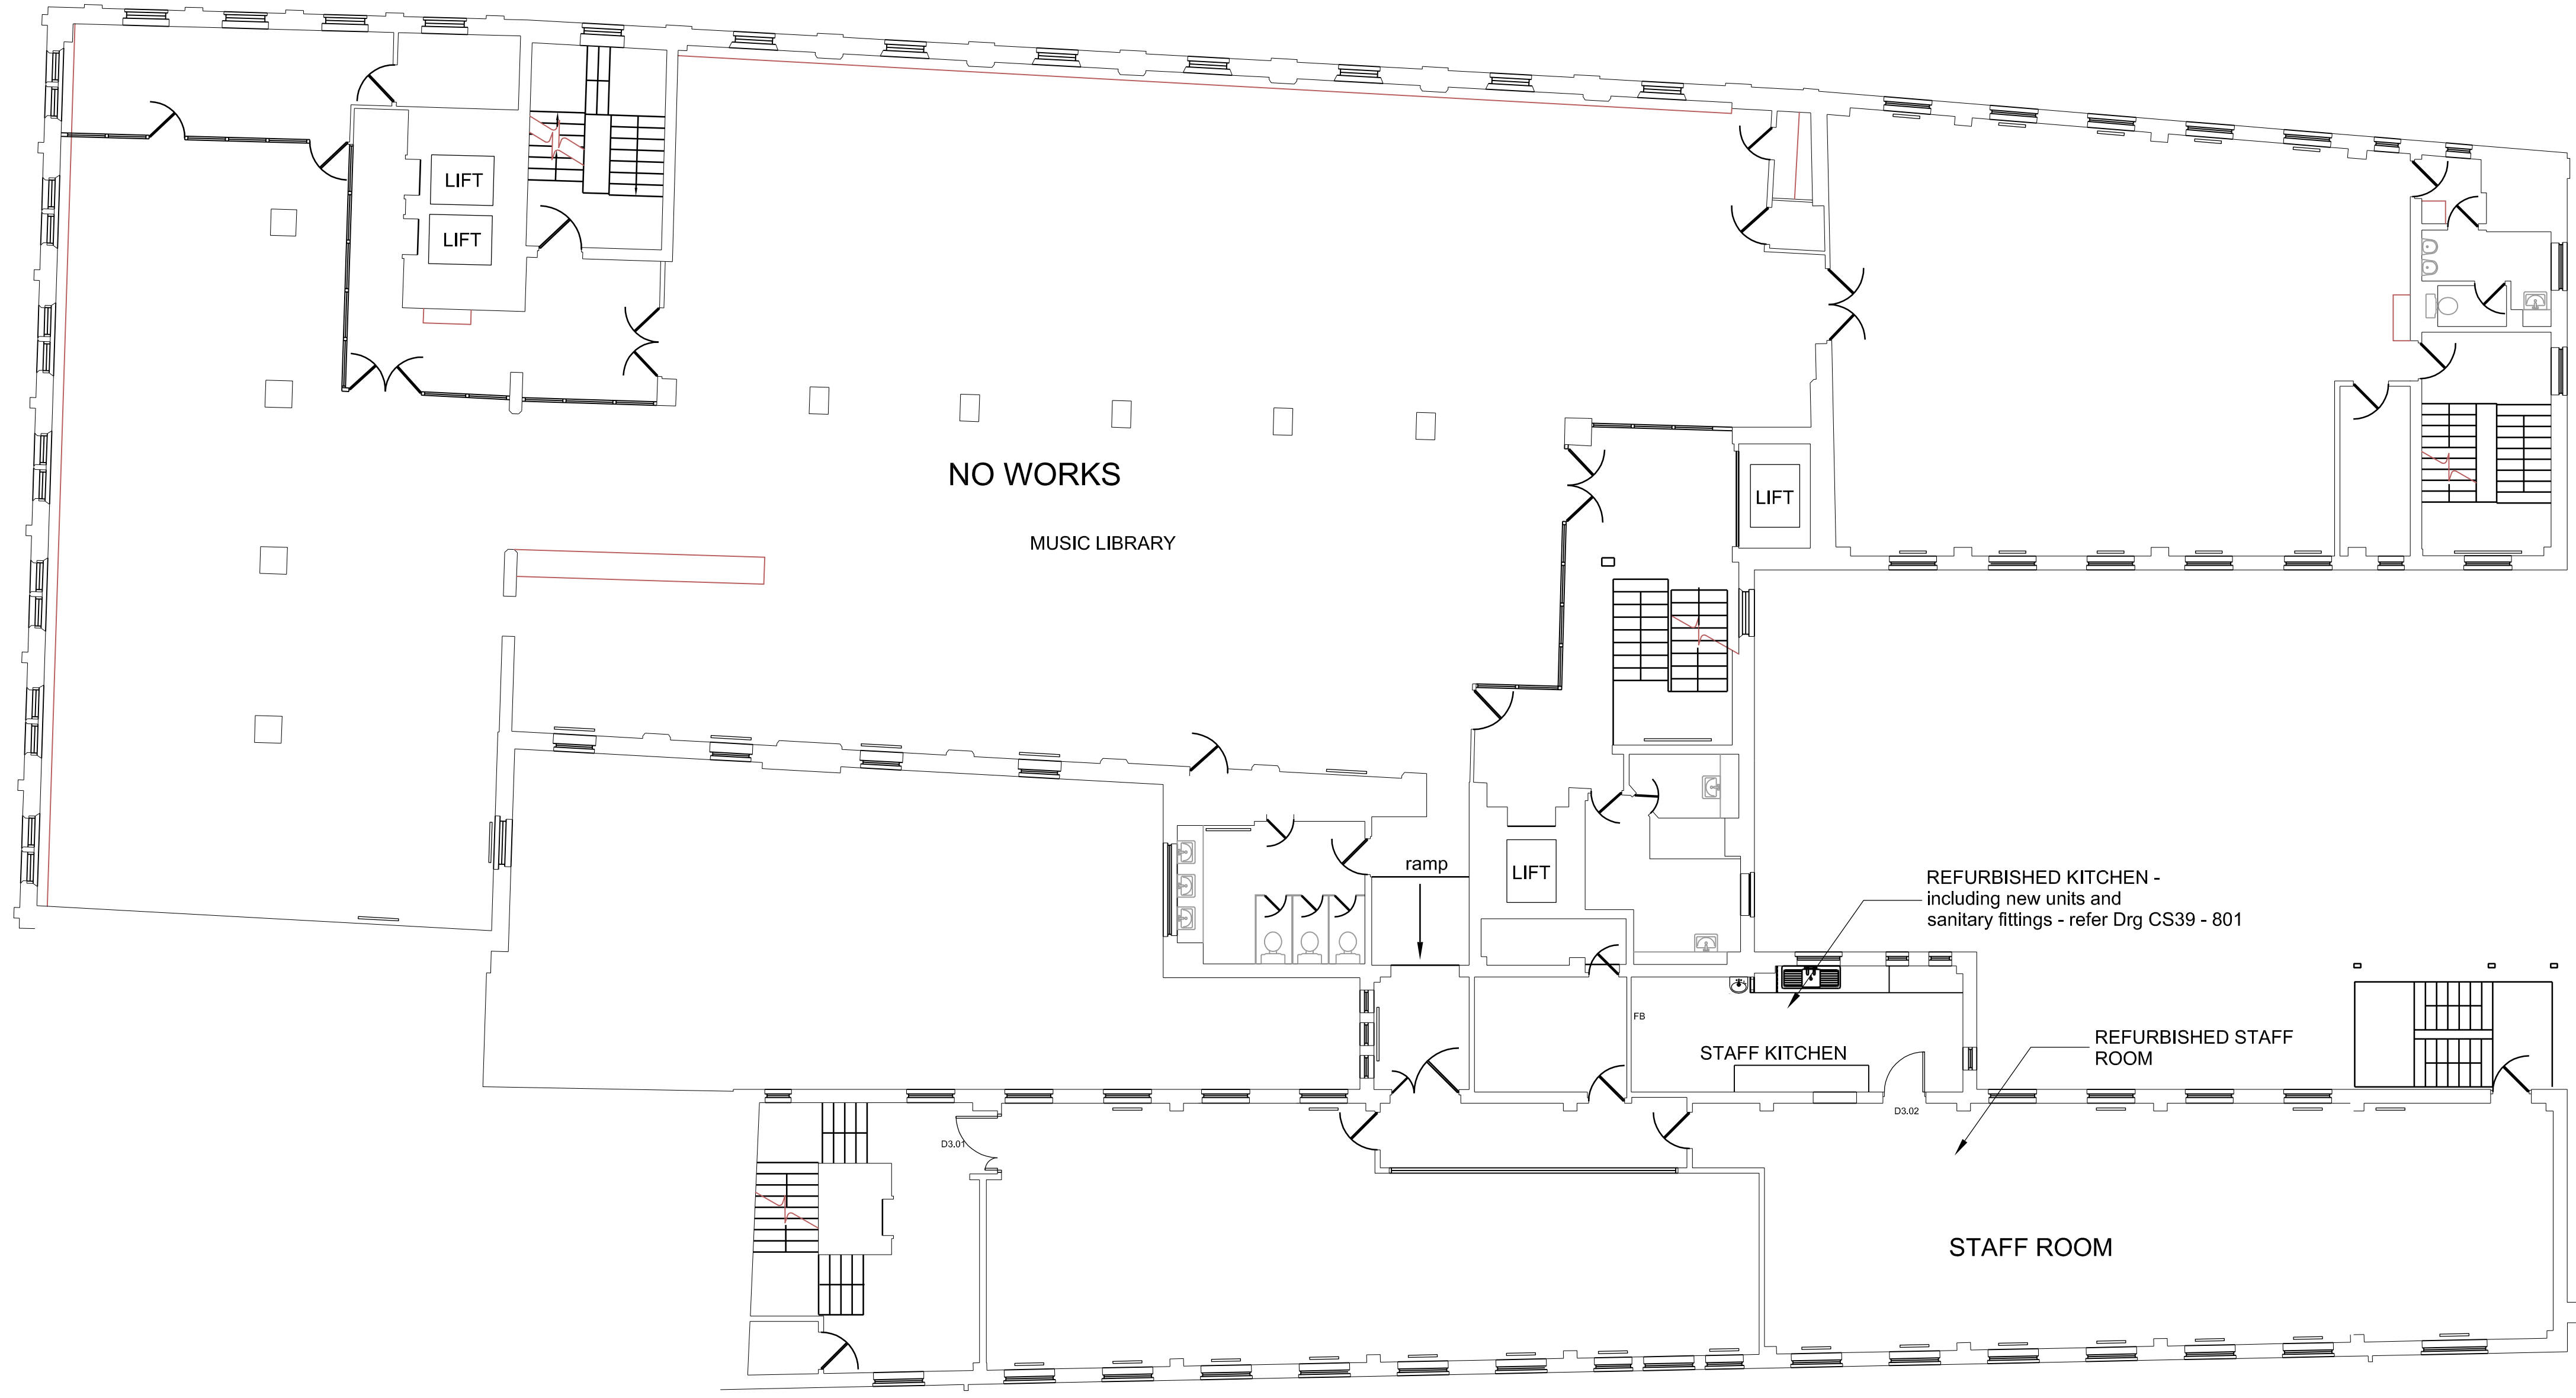 LIFT
LIFT
NO WORKS
LIFT
MUSIC LIBRARY
ramp
LIFT
REFURBISHED KITCHEN -
including new units and
sanitary fittings - refer Drg CS39 - 801
FB
STAFF KITCHEN
REFURBISHED STAFF
ROOM
D3.02
D3.01
STAFF ROOM